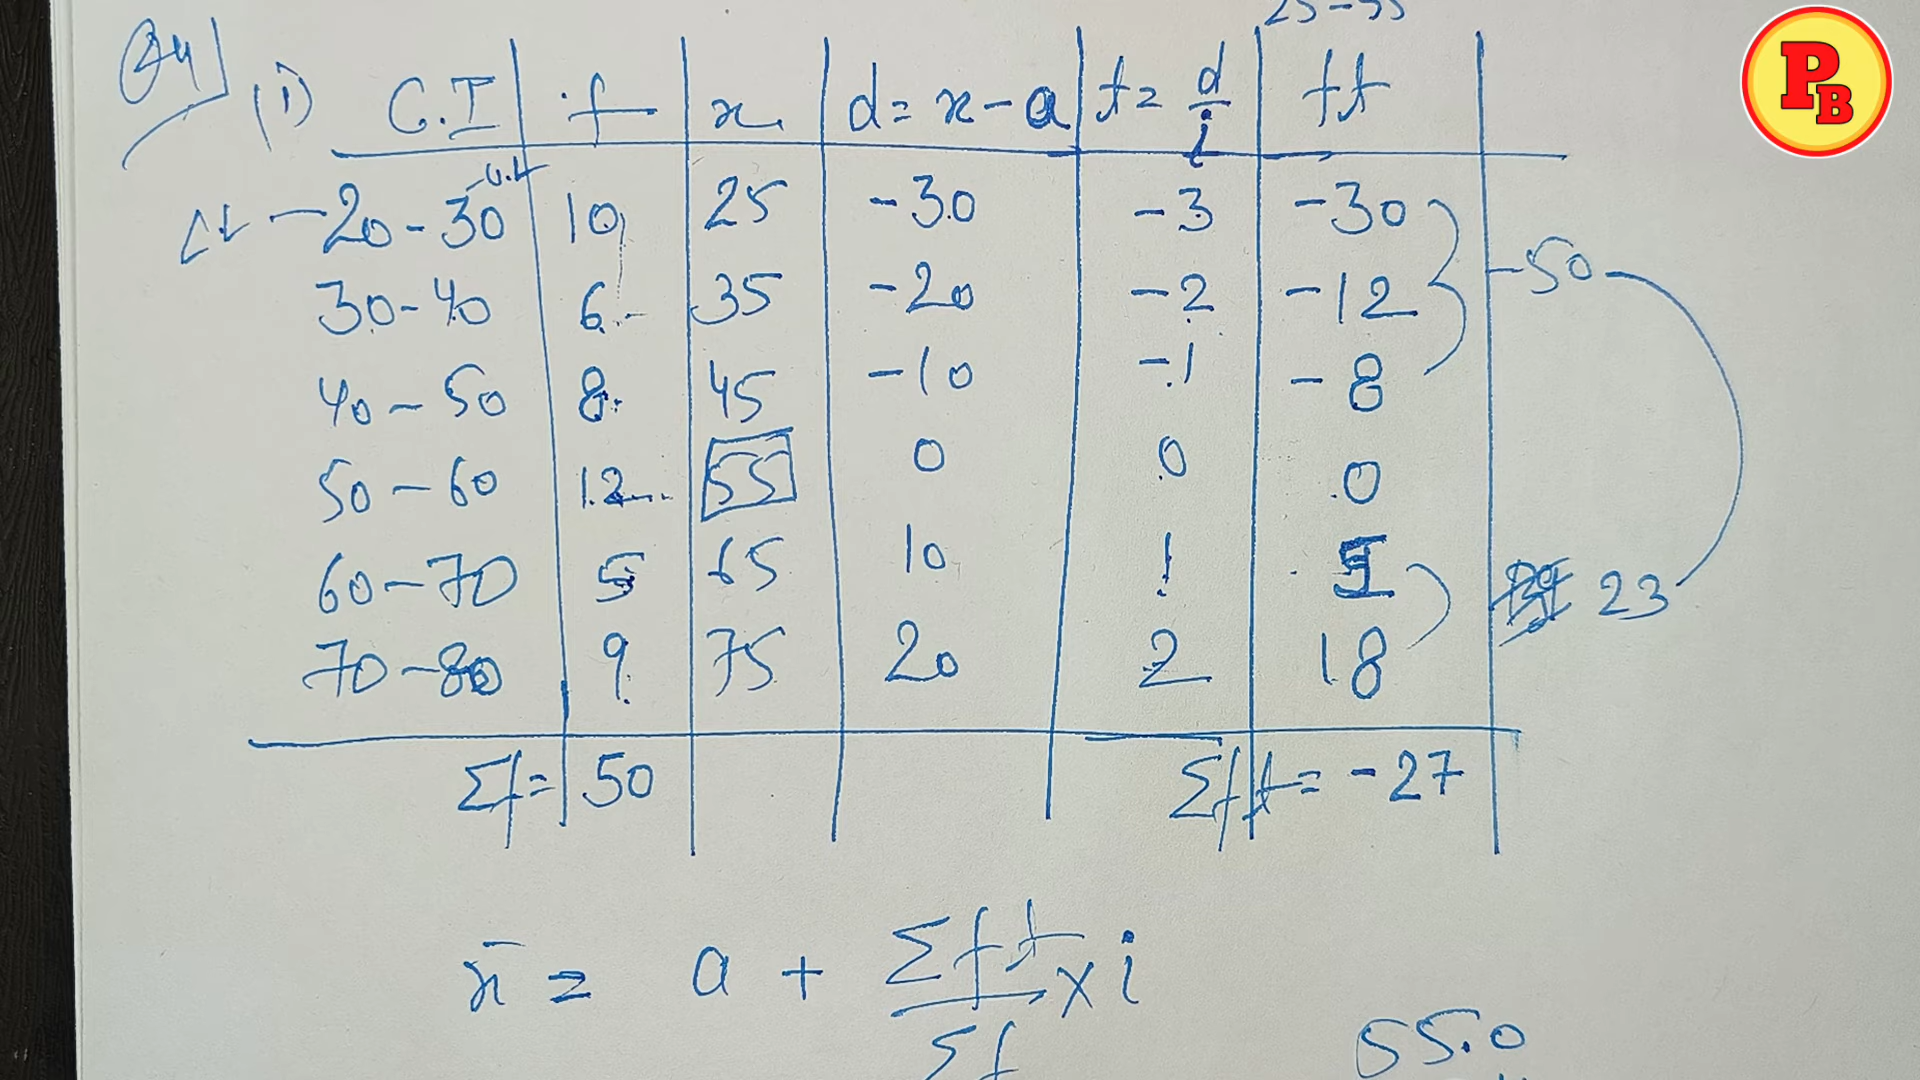 25-35
Q4] (i) C.I f x d = x - a t = d/i ft
L.L - 20-30 - U.L 10 25 -30 -3 -30
30-40 6 35 -20 -2 -12 -50
40-50 8 45 -10 -1 -8
50-60 12 55 0 0 0
60-70 5 65 10 1 5 23
70-80 9 75 20 2 18
Σf = 50 Σft = -27
x̄ = a + Σft/Σf × i
55.0
PB